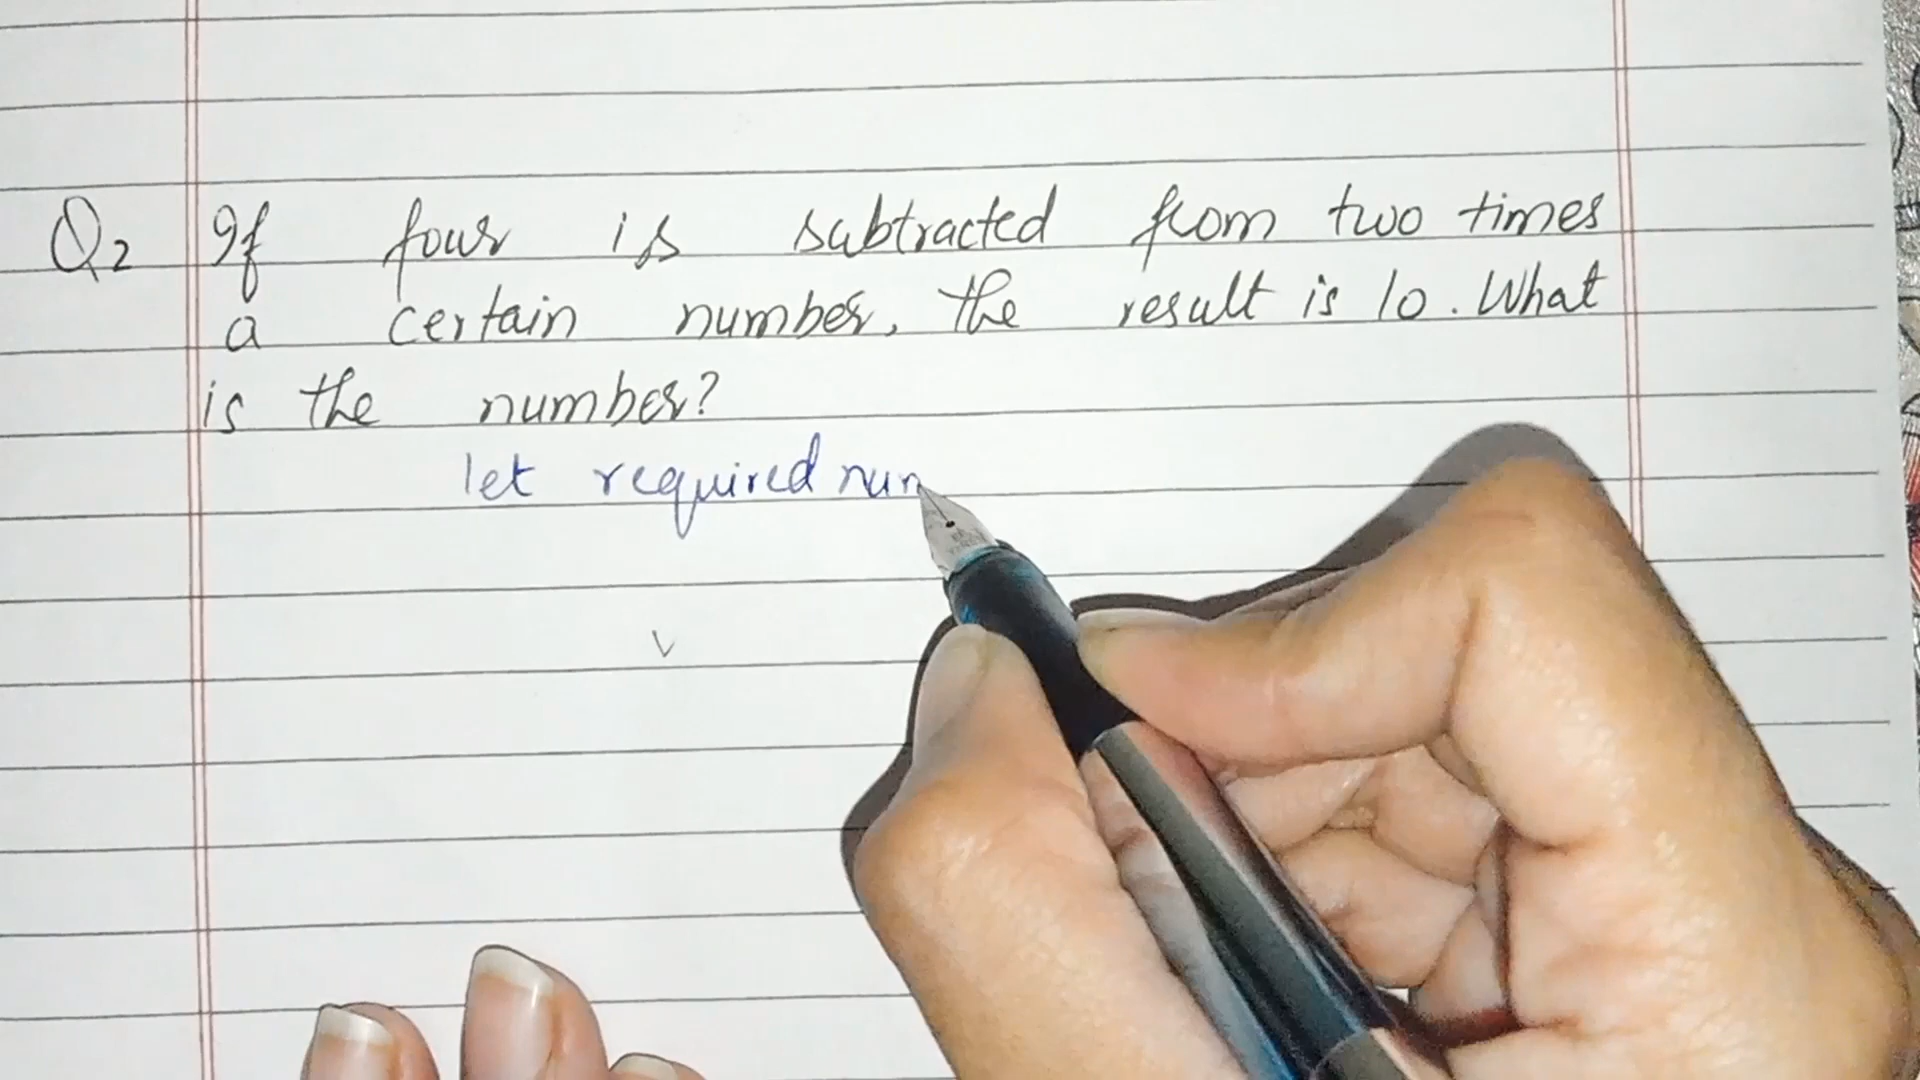 Q2 If four is subtracted from two times
a certain number, the result is 10. What
is the number?
let required num